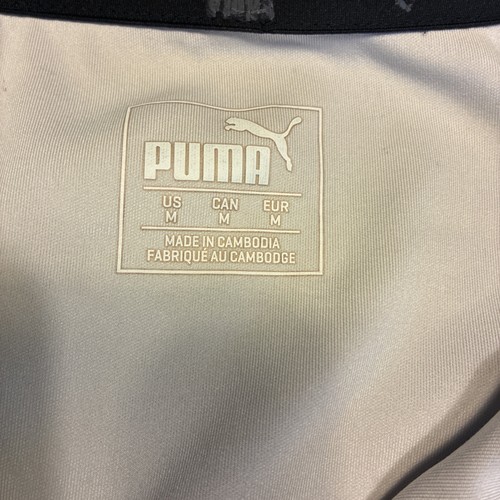 PUMA
US CAN EUR
M M M
MADE IN CAMBODIA
FABRIQUÉ AU CAMBODGE